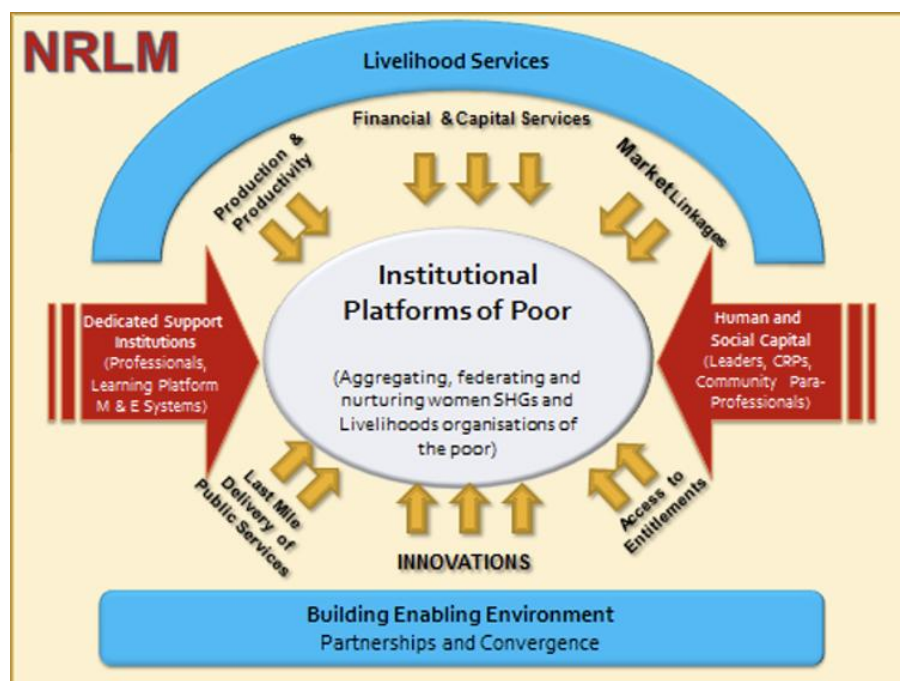 NRLM
Livelihood Services
Financial & Capital Services
Production &
Productivity
Market Linkages
Institutional
Platforms of Poor
(Aggregating, federating and
nurturing women SHGs and
Livelihoods organisations of
the poor)
Dedicated Support
Institutions
(Professionals,
Learning Platform
M & E Systems)
Human and
Social Capital
(Leaders, CRPs,
Community Para-
Professionals)
Last Mile
Delivery of
Public Services
INNOVATIONS
Access to
Entitlements
Building Enabling Environment
Partnerships and Convergence